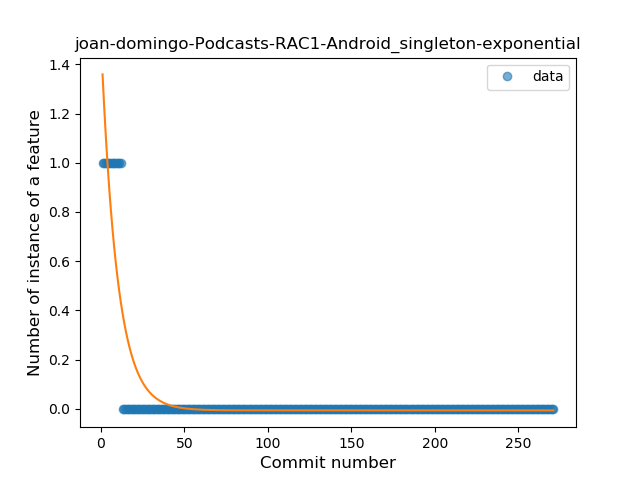 joan-domingo-Podcasts-RAC1-Android_singleton-exponential
data
Number of instance of a feature
1.4
1.2
1.0
0.8
0.6
0.4
0.2
0.0
0 50 100 150 200 250
Commit number